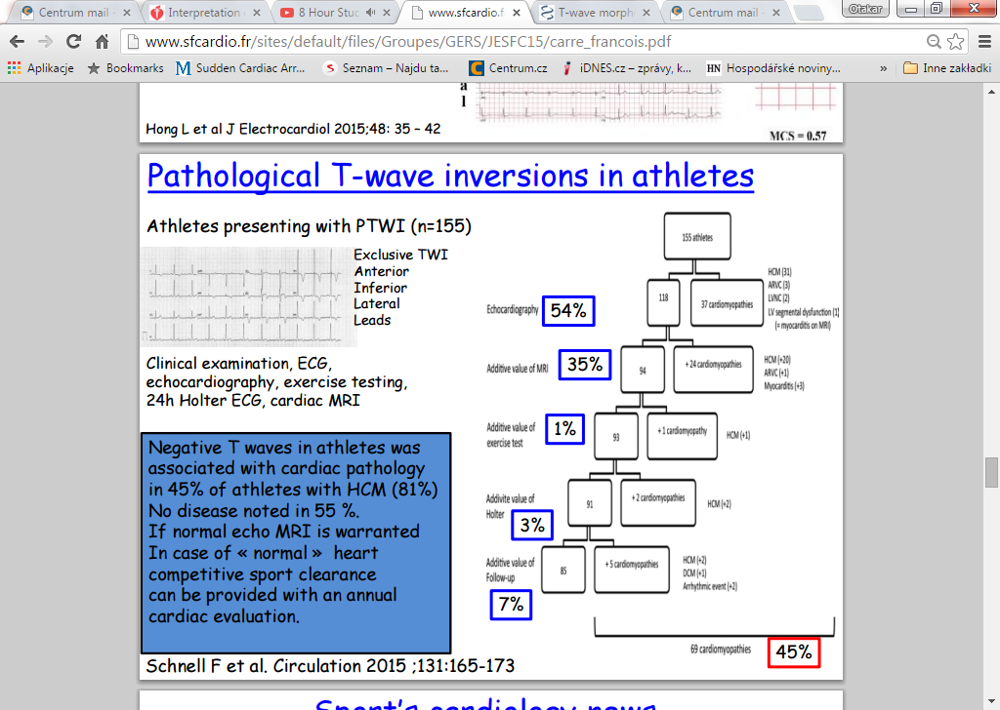 Centrum mail -
Interpretation
8 Hour Stud
www.sfcardio.f
T-wave morph
Centrum mail -
Otakar
www.sfcardio.fr/sites/default/files/Groupes/GERS/JESFC15/carre_francois.pdf
Aplikacje
Bookmarks
M Sudden Cardiac Arr...
S Seznam – Najdu ta...
Centrum.cz
iDNES.cz – zprávy, k...
HN Hospodářské noviny...
»
Inne zakładki
a
l
Hong L et al J Electrocardiol 2015;48: 35 – 42
MCS = 0.57
Pathological T-wave inversions in athletes
Athletes presenting with PTWI (n=155)
Exclusive TWI
Anterior
Inferior
Lateral
Leads
Clinical examination, ECG,
echocardiography, exercise testing,
24h Holter ECG, cardiac MRI
Negative T waves in athletes was
associated with cardiac pathology
in 45% of athletes with HCM (81%)
No disease noted in 55 %.
If normal echo MRI is warranted
In case of « normal » heart
competitive sport clearance
can be provided with an annual
cardiac evaluation.
Schnell F et al. Circulation 2015 ;131:165-173
155 athletes
Echocardiography
54%
118
37 cardiomyopathies
HCM (31)
ARVC (3)
LVNC (2)
LV segmental dysfunction (1)
(= myocarditis on MRI)
Additive value of MRI
35%
94
+ 24 cardiomyopathies
HCM (+20)
ARVC (+1)
Myocarditis (+3)
Additive value of
exercise test
1%
93
+ 1 cardiomyopathy
HCM (+1)
Addivite value of
Holter
3%
91
+ 2 cardiomyopathies
HCM (+2)
Additive value of
Follow-up
7%
85
+ 5 cardiomyopathies
HCM (+2)
DCM (+1)
Arrhythmic event (+2)
69 cardiomyopathies
45%
Sport's cardiology news